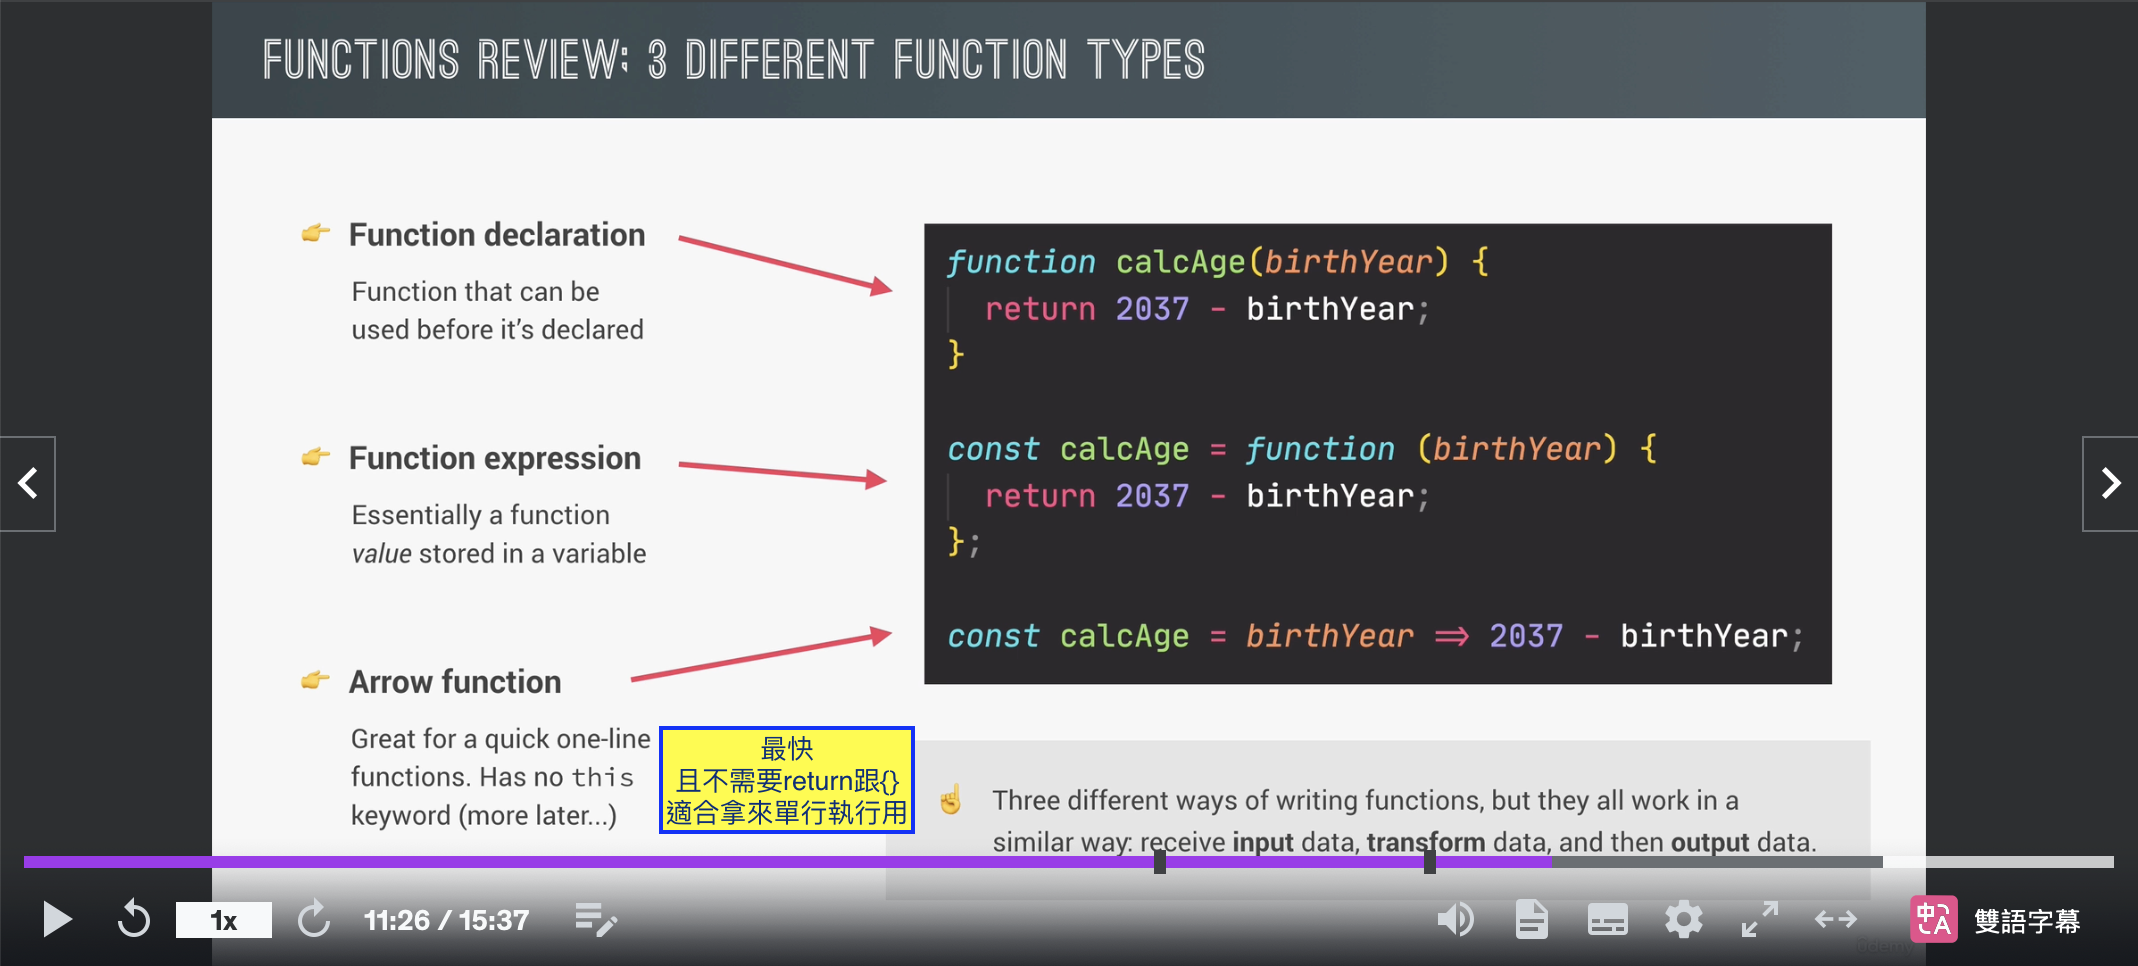 FUNCTIONS REVIEW; 3 DIFFERENT FUNCTION TYPES
Function declaration
Function that can be
used before it’s declared
function calcAge(birthYear) {
return 2037 - birthYear;
}
Function expression
Essentially a function
value stored in a variable
const calcAge = function (birthYear) {
return 2037 - birthYear;
};
Arrow function
Great for a quick one-line
functions. Has no this
keyword (more later...)
const calcAge = birthYear => 2037 - birthYear;
最快
且不需要return跟{}
適合拿來單行執行用
Three different ways of writing functions, but they all work in a
similar way: receive input data, transform data, and then output data.
1x
11:26 / 15:37
中A
雙語字幕
Udemy